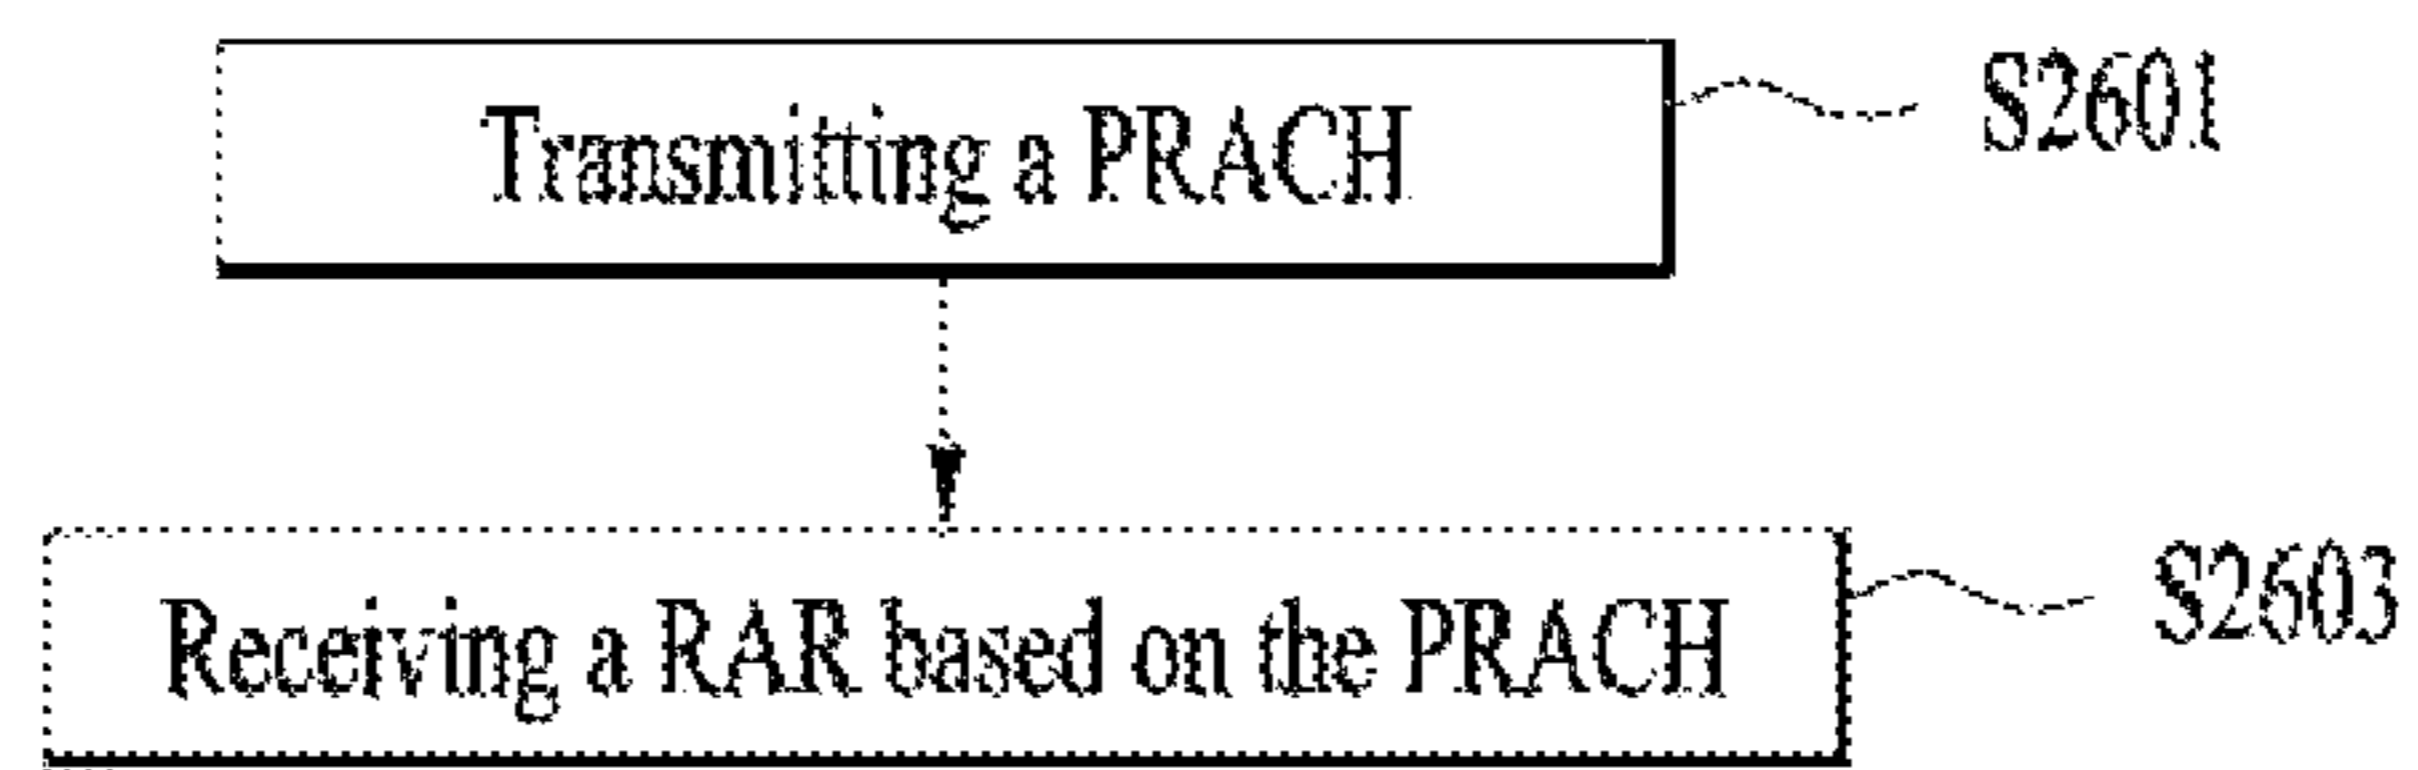 Transmitting a PRACH
S2601
Receiving a RAR based on the PRACH
S2603